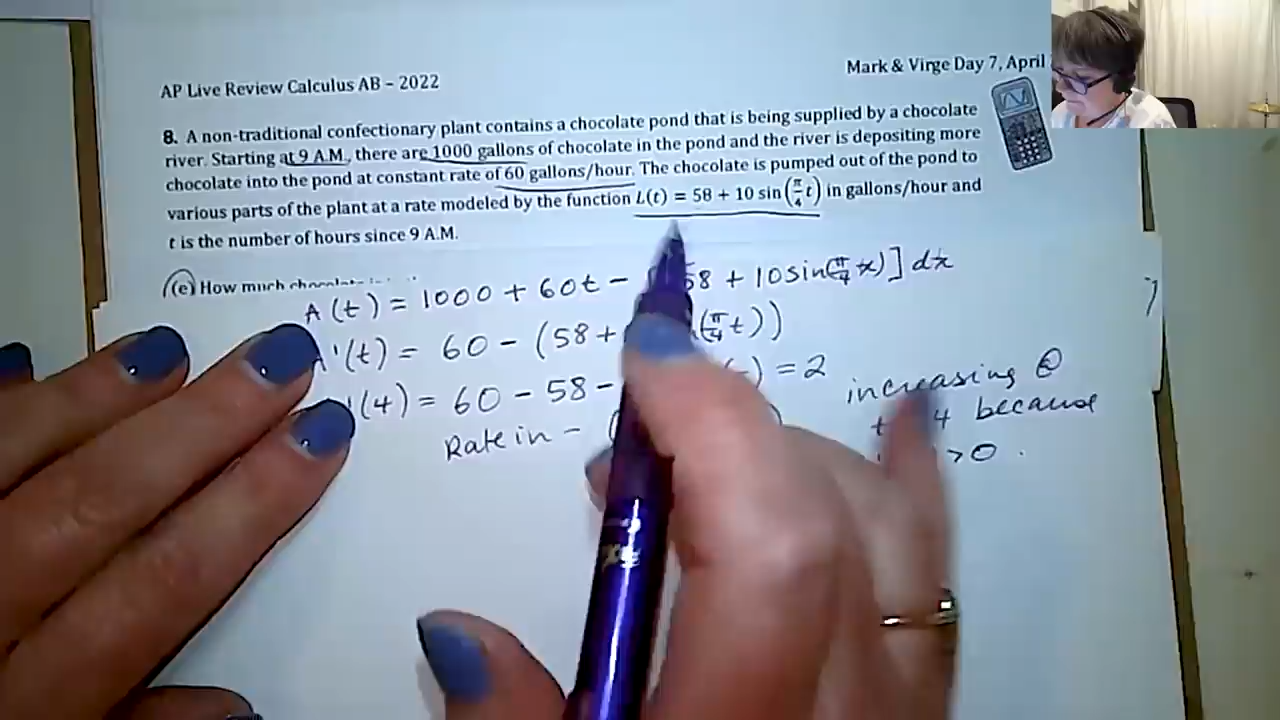 AP Live Review Calculus AB – 2022
Mark & Virge Day 7, April
8. A non-traditional confectionary plant contains a chocolate pond that is being supplied by a chocolate
river. Starting at 9 A.M., there are 1000 gallons of chocolate in the pond and the river is depositing more
chocolate into the pond at constant rate of 60 gallons/hour. The chocolate is pumped out of the pond to
various parts of the plant at a rate modeled by the function L(t) = 58 + 10 sin(π/4 t) in gallons/hour and
t is the number of hours since 9 A.M.
(e) How much
A(t) = 1000 + 60t − 58 + 10sin(π/4 x)] dx
'(t) = 60 − (58 + (π/4 t))
'(4) = 60 − 58 − ) = 2
Rate in −
increasing @
4 because
>0.